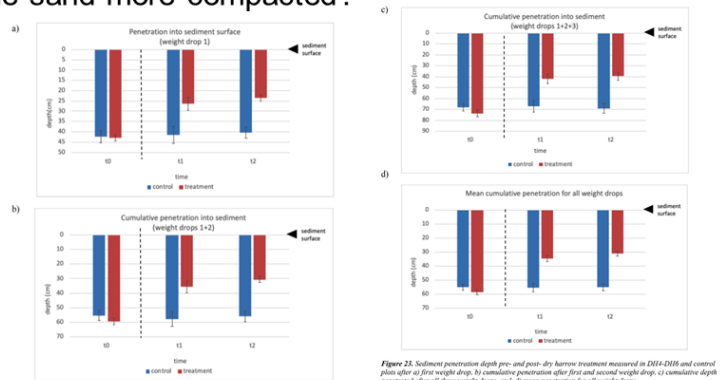 sand more compacted?
a)
Penetration into sediment surface
(weight drop 1)
sediment
surface
0
5
10
15
20
25
30
35
40
45
50
depth(cm)
t0
t1
t2
time
control
treatment
b)
Cumulative penetration into sediment
(weight drops 1+2)
sediment
surface
0
10
20
30
40
50
60
70
depth (cm)
t0
t1
t2
time
control
treatment
c)
Cumulative penetration into sediment
(weight drops 1+2+3)
sediment
surface
0
10
20
30
40
50
60
70
80
90
depth (cm)
t0
t1
t2
time
control
treatment
d)
Mean cumulative penetration for all weight drops
sediment
surface
0
10
20
30
40
50
60
70
depth (cm)
t0
t1
t2
time
control
treatment
Figure 23. Sediment penetration depth pre- and post- dry harrow treatment measured in DH4-DH6 and control
plots after a) first weight drop, b) cumulative penetration after first and second weight drop, c) cumulative depth